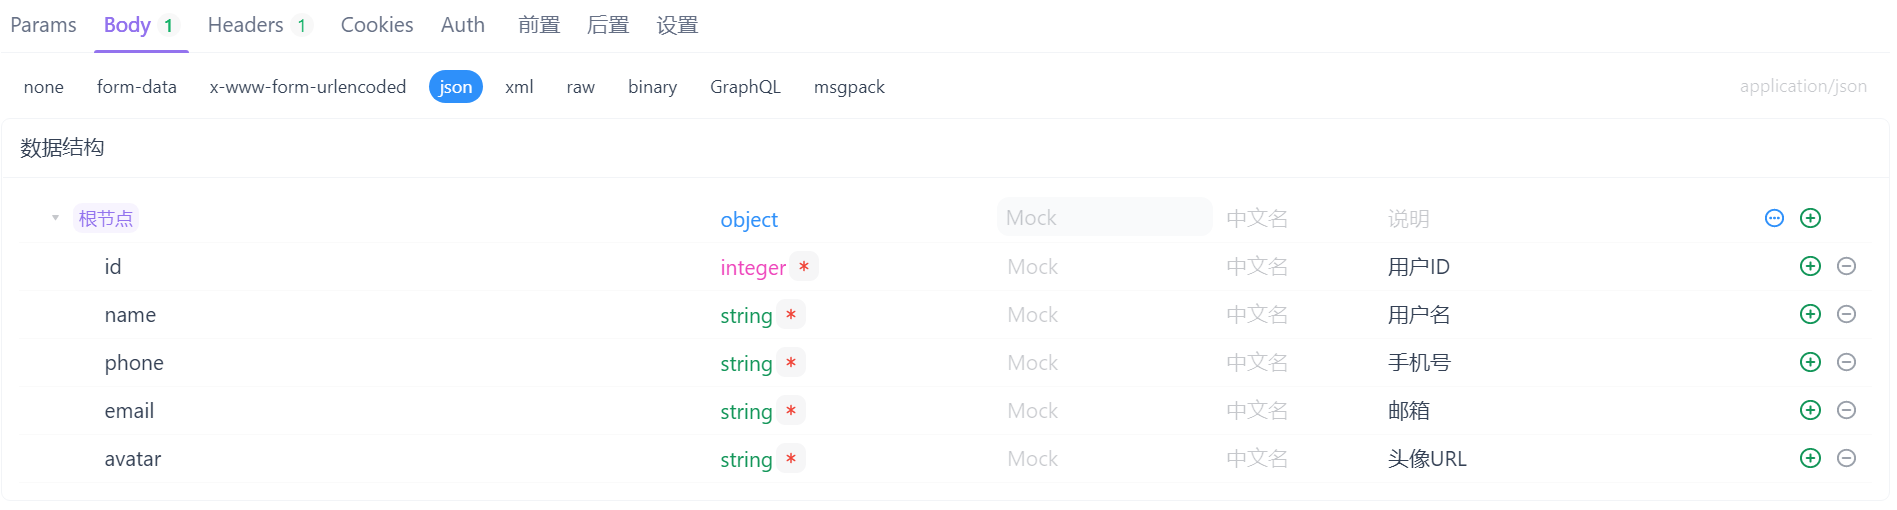 Params Body 1 Headers 1 Cookies Auth 前置 后置 设置
none form-data x-www-form-urlencoded json xml raw binary GraphQL msgpack application/json
数据结构
根节点 object Mock 中文名 说明
id integer * Mock 中文名 用户ID
name string * Mock 中文名 用户名
phone string * Mock 中文名 手机号
email string * Mock 中文名 邮箱
avatar string * Mock 中文名 头像URL